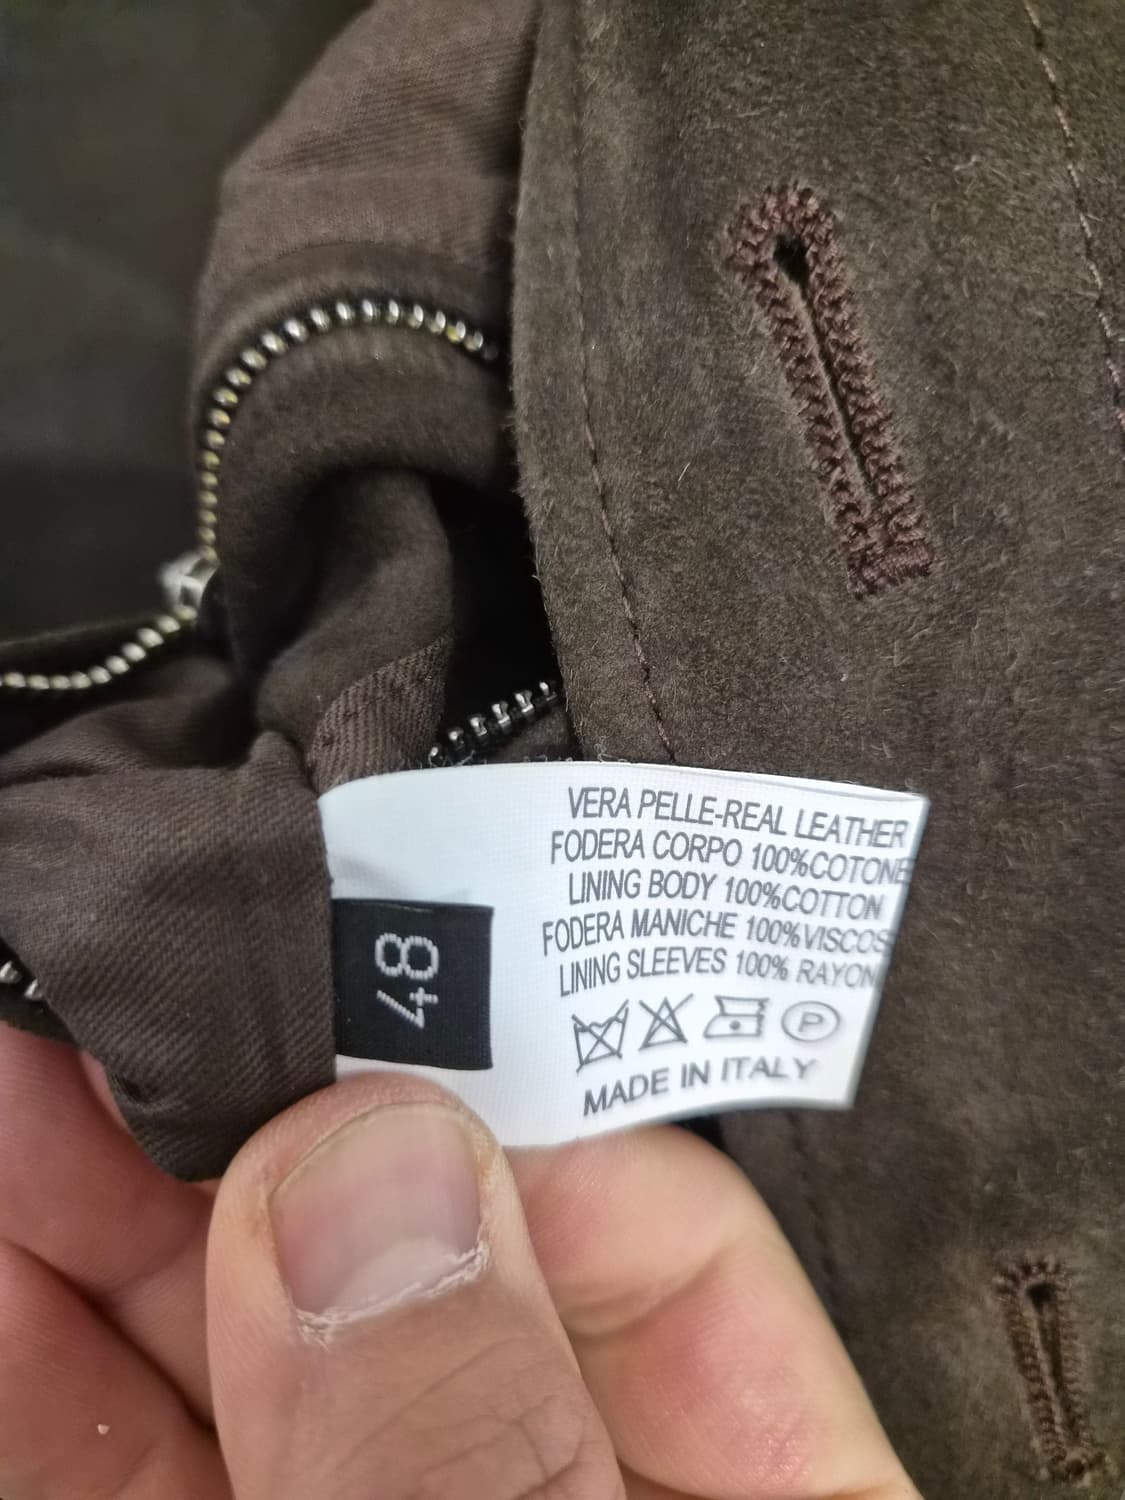 VERA PELLE-REAL LEATHER
FODERA CORPO 100%COTONE
LINING BODY 100%COTTON
FODERA MANICHE 100%VISCOS
LINING SLEEVES 100% RAYON
P
MADE IN ITALY
48